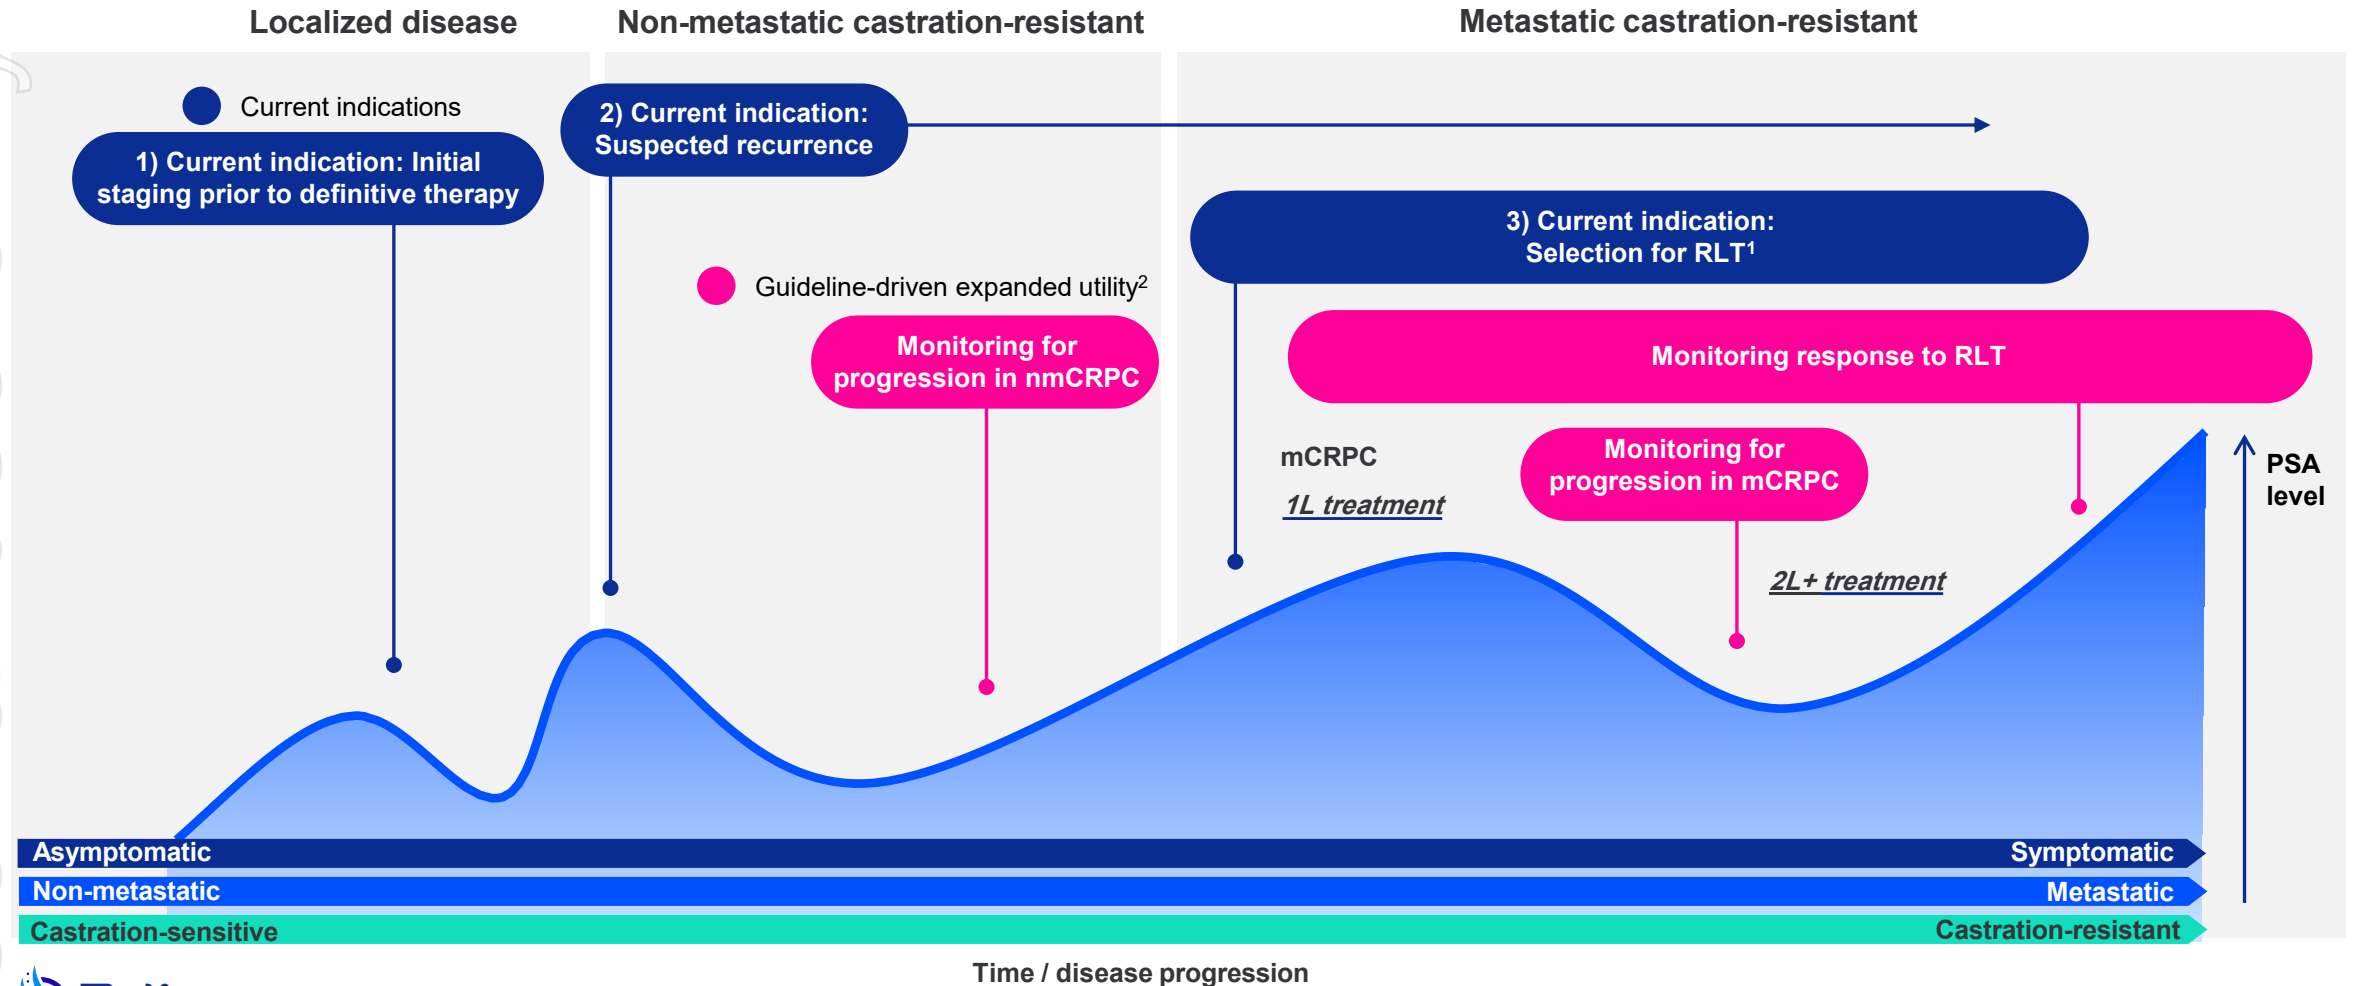 Localized disease
Non-metastatic castration-resistant
Metastatic castration-resistant
Current indications
1) Current indication: Initial
staging prior to definitive therapy
2) Current indication:
Suspected recurrence
3) Current indication:
Selection for RLT¹
Guideline-driven expanded utility²
Monitoring for
progression in nmCRPC
Monitoring response to RLT
mCRPC
1L treatment
Monitoring for
progression in mCRPC
2L+ treatment
PSA
level
Asymptomatic
Symptomatic
Non-metastatic
Metastatic
Castration-sensitive
Castration-resistant
Time / disease progression